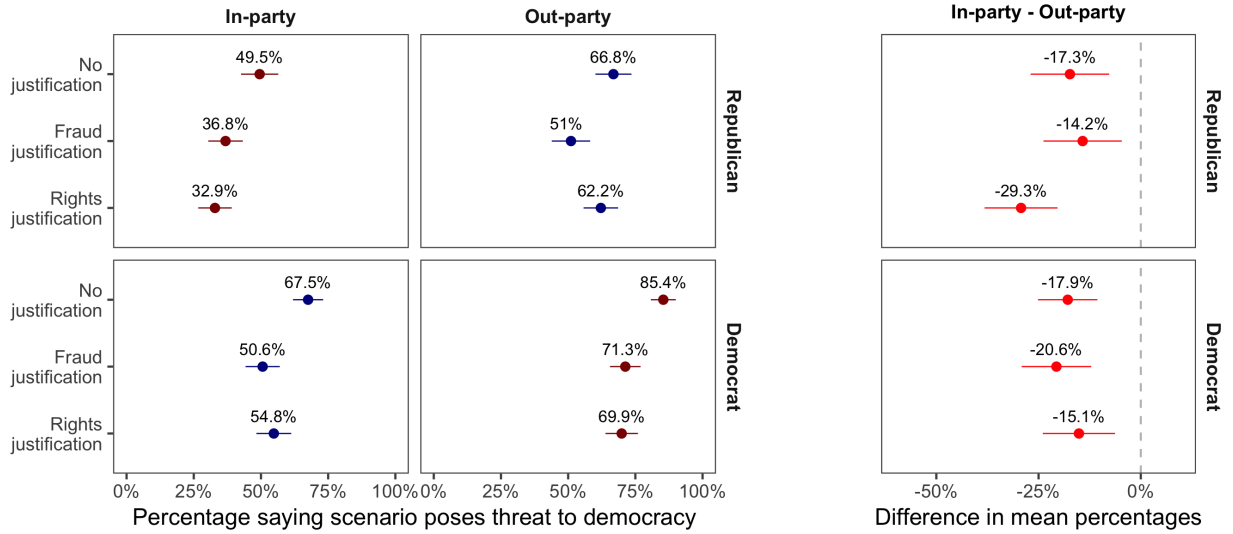 In-party
Out-party
In-party - Out-party
No
justification
49.5%
66.8%
-17.3%
Fraud
justification
36.8%
51%
-14.2%
Rights
justification
32.9%
62.2%
-29.3%
Republican
Republican
No
justification
67.5%
85.4%
-17.9%
Fraud
justification
50.6%
71.3%
-20.6%
Rights
justification
54.8%
69.9%
-15.1%
Democrat
Democrat
0% 25% 50% 75% 100% 0% 25% 50% 75% 100%
-50% -25% 0%
Percentage saying scenario poses threat to democracy
Difference in mean percentages